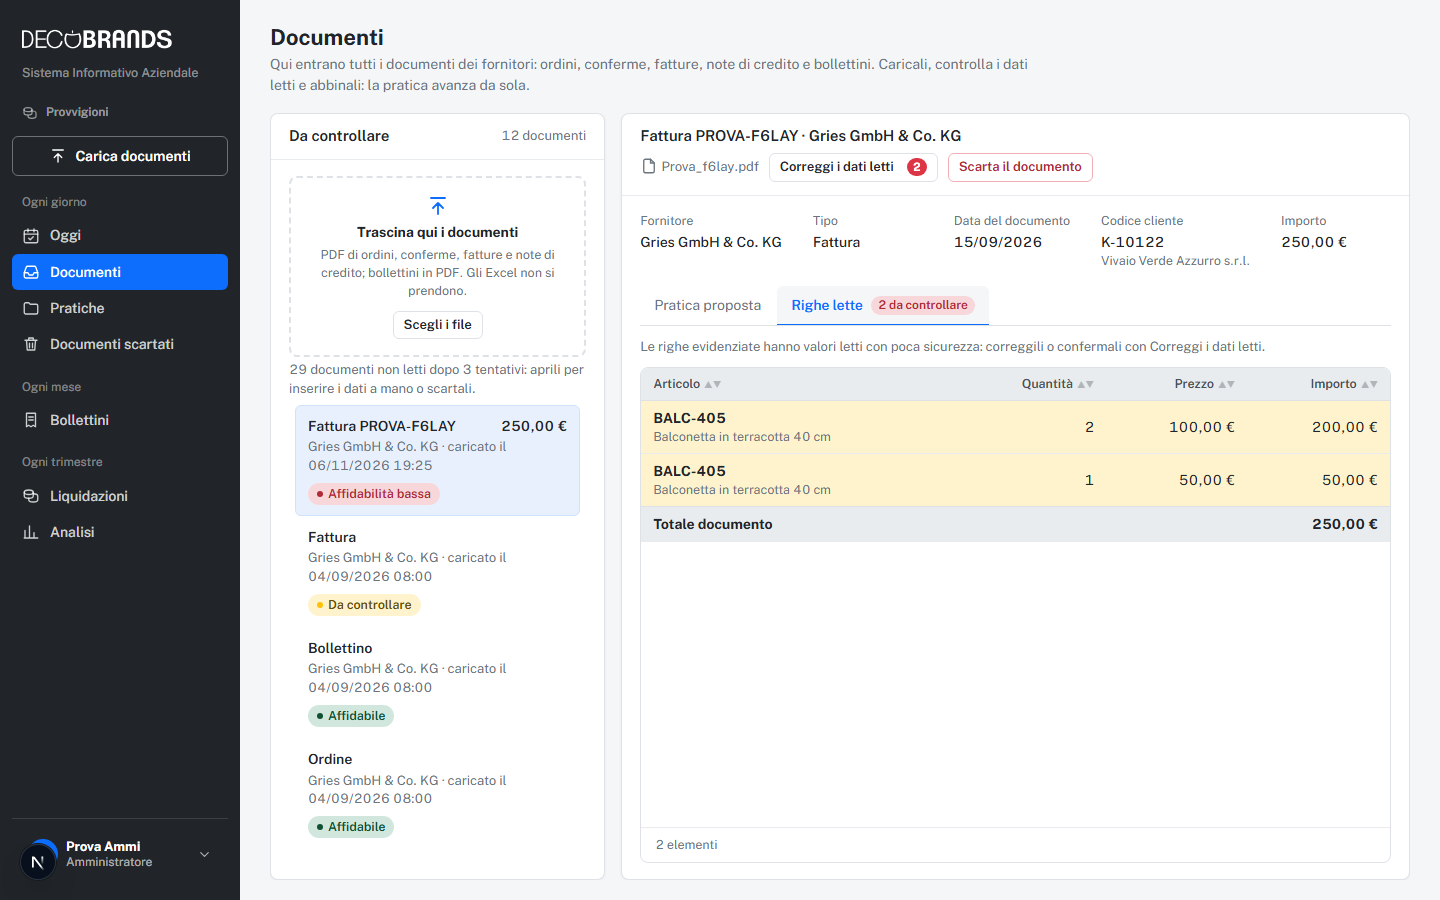 DECOBRANDS
Sistema Informativo Aziendale
Provvigioni
Carica documenti
Ogni giorno
Oggi
Documenti
Pratiche
Documenti scartati
Ogni mese
Bollettini
Ogni trimestre
Liquidazioni
Analisi
N
Prova Ammi
Amministratore
Documenti
Qui entrano tutti i documenti dei fornitori: ordini, conferme, fatture, note di credito e bollettini. Caricali, controlla i dati
letti e abbinali: la pratica avanza da sola.
Da controllare
12 documenti
Trascina qui i documenti
PDF di ordini, conferme, fatture e note di
credito; bollettini in PDF. Gli Excel non si
prendono.
Scegli i file
29 documenti non letti dopo 3 tentativi: aprili per
inserire i dati a mano o scartali.
Fattura PROVA-F6LAY 250,00 €
Gries GmbH & Co. KG · caricato il
06/11/2026 19:25
Affidabilità bassa
Fattura
Gries GmbH & Co. KG · caricato il
04/09/2026 08:00
Da controllare
Bollettino
Gries GmbH & Co. KG · caricato il
04/09/2026 08:00
Affidabile
Ordine
Gries GmbH & Co. KG · caricato il
04/09/2026 08:00
Affidabile
Fattura PROVA-F6LAY · Gries GmbH & Co. KG
Prova_f6lay.pdf Correggi i dati letti 2 Scarta il documento
Fornitore Tipo Data del documento Codice cliente Importo
Gries GmbH & Co. KG Fattura 15/09/2026 K-10122 250,00 €
Vivaio Verde Azzurro s.r.l.
Pratica proposta Righe lette 2 da controllare
Le righe evidenziate hanno valori letti con poca sicurezza: correggili o confermali con Correggi i dati letti.
Articolo Quantità Prezzo Importo
BALC-405
Balconetta in terracotta 40 cm 2 100,00 € 200,00 €
BALC-405
Balconetta in terracotta 40 cm 1 50,00 € 50,00 €
Totale documento 250,00 €
2 elementi